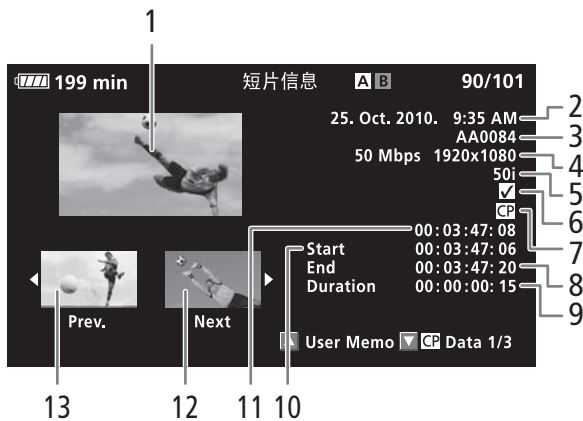 1
199 min 短片信息 A B 90/101
25. Oct. 2010. 9:35 AM 2
AA0084 3
50 Mbps 1920x1080 4
50i 5
6
CP 7
00:03:47:08
Start 00:03:47:06
End 00:03:47:20 8
Duration 00:00:00:15 9
Prev. Next
User Memo CP Data 1/3
13 12 11 10